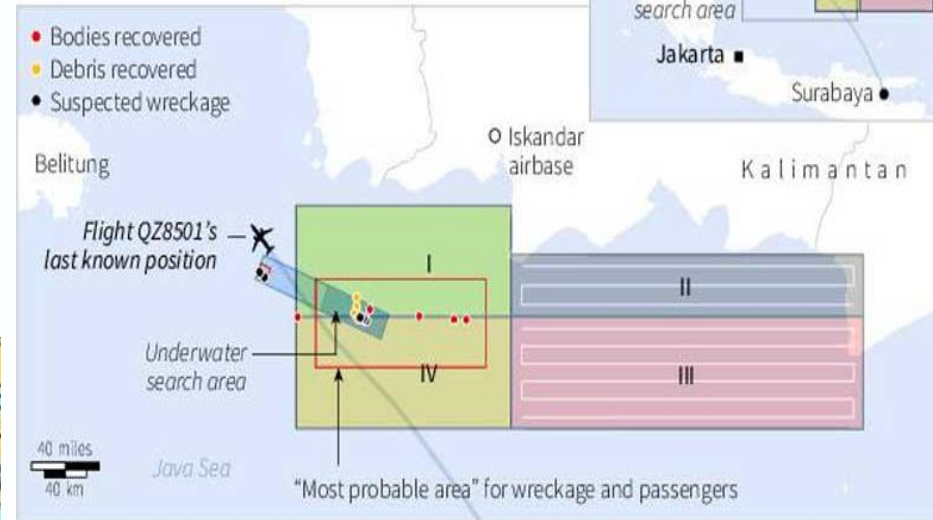 search area
Jakarta
Surabaya
Bodies recovered
Debris recovered
Suspected wreckage
Belitung
Iskandar
airbase
Kalimantan
Flight QZ8501's
last known position
I
II
Underwater
search area
IV
III
40 miles
40 km
Java Sea
"Most probable area" for wreckage and passengers